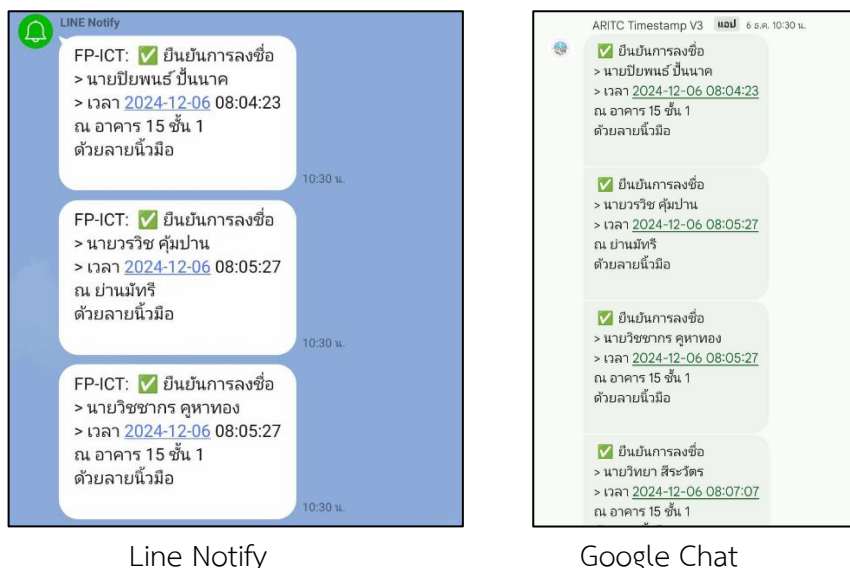 LINE Notify
FP-ICT: ✅ ยืนยันการลงชื่อ
> นายปิยพนธ์ ปั้นนาค
> เวลา 2024-12-06 08:04:23
ณ อาคาร 15 ชั้น 1
ด้วยลายนิ้วมือ
10:30 น.
FP-ICT: ✅ ยืนยันการลงชื่อ
> นายวรวิช คุ้มปาน
> เวลา 2024-12-06 08:05:27
ณ ย่านมัทรี
ด้วยลายนิ้วมือ
10:30 น.
FP-ICT: ✅ ยืนยันการลงชื่อ
> นายวิชชากร คูหาทอง
> เวลา 2024-12-06 08:05:27
ณ อาคาร 15 ชั้น 1
ด้วยลายนิ้วมือ
10:30 น.
Line Notify
ARITC Timestamp V3 แอป 6 ธ.ค. 10:30 น.
✅ ยืนยันการลงชื่อ
> นายปิยพนธ์ ปั้นนาค
> เวลา 2024-12-06 08:04:23
ณ อาคาร 15 ชั้น 1
ด้วยลายนิ้วมือ
✅ ยืนยันการลงชื่อ
> นายวรวิช คุ้มปาน
> เวลา 2024-12-06 08:05:27
ณ ย่านมัทรี
ด้วยลายนิ้วมือ
✅ ยืนยันการลงชื่อ
> นายวิชชากร คูหาทอง
> เวลา 2024-12-06 08:05:27
ณ อาคาร 15 ชั้น 1
ด้วยลายนิ้วมือ
✅ ยืนยันการลงชื่อ
> นายวิทยา สีระวัตร
> เวลา 2024-12-06 08:07:07
ณ อาคาร 15 ชั้น 1
Google Chat